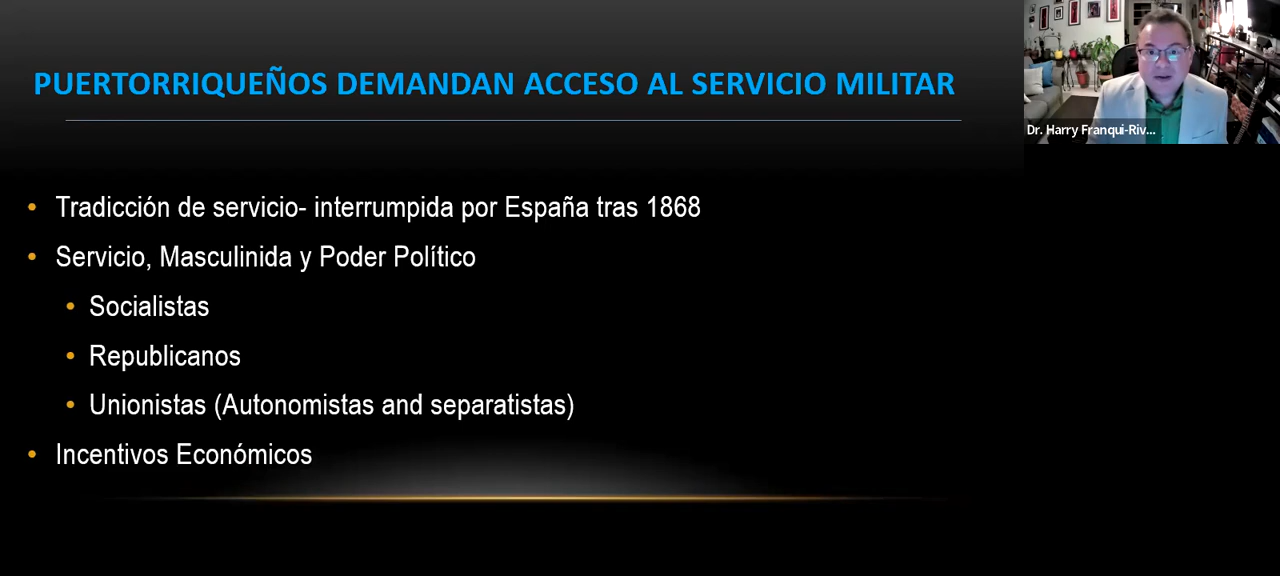 PUERTORRIQUEÑOS DEMANDAN ACCESO AL SERVICIO MILITAR
Dr. Harry Franqui-Riv...
• Tradicción de servicio- interrumpida por España tras 1868
• Servicio, Masculinida y Poder Político
• Socialistas
• Republicanos
• Unionistas (Autonomistas and separatistas)
• Incentivos Económicos